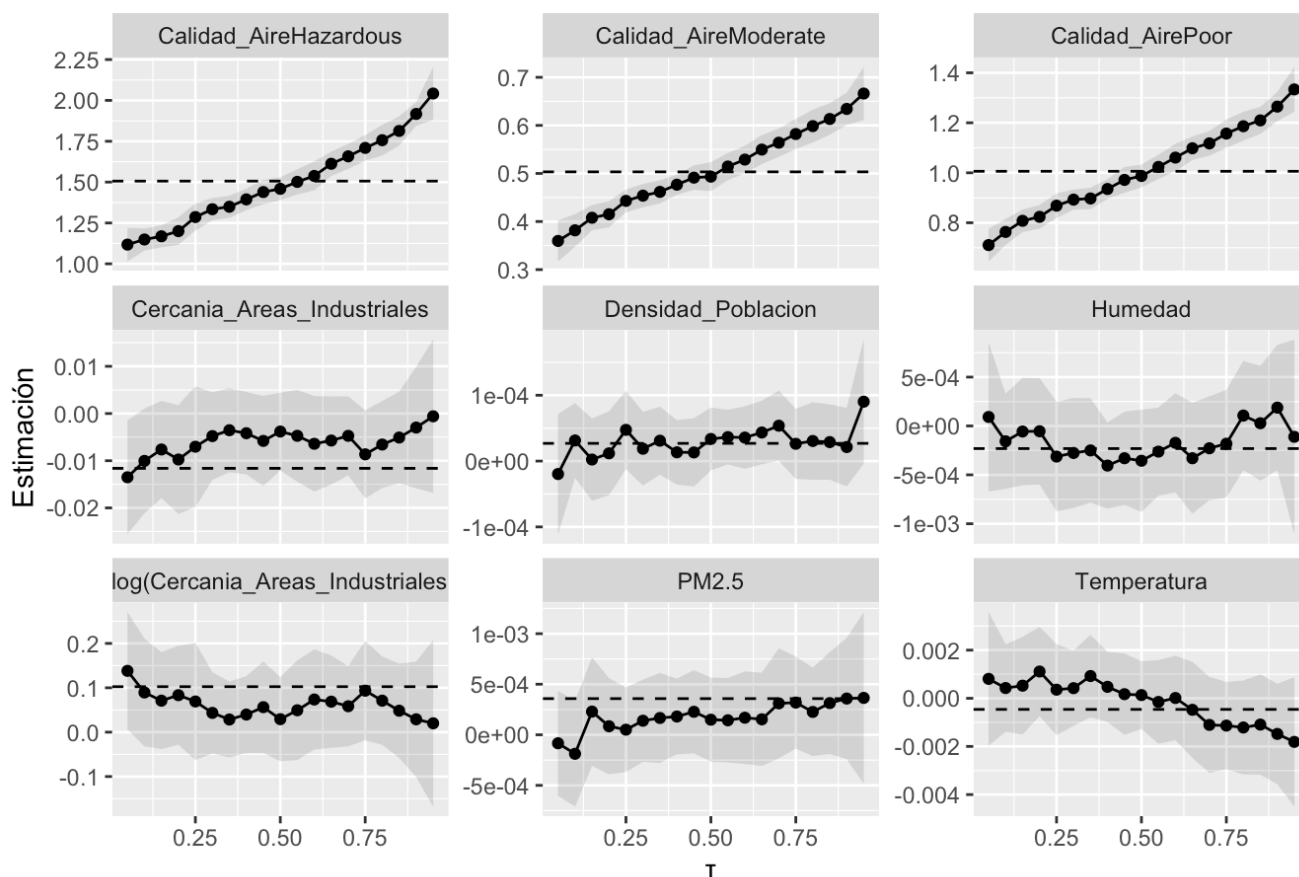 Calidad_AireHazardous
Calidad_AireModerate
Calidad_AirePoor
2.25
2.00
1.75
1.50
1.25
1.00
0.7
0.6
0.5
0.4
0.3
1.4
1.2
1.0
0.8
Cercania_Areas_Industriales
Densidad_Poblacion
Humedad
0.01
0.00
-0.01
-0.02
1e-04
0e+00
-1e-04
5e-04
0e+00
-5e-04
-1e-03
log(Cercania_Areas_Industriales
PM2.5
Temperatura
0.2
0.1
0.0
-0.1
1e-03
5e-04
0e+00
-5e-04
0.002
0.000
-0.002
-0.004
0.25 0.50 0.75
0.25 0.50 0.75
0.25 0.50 0.75
Estimación
τ